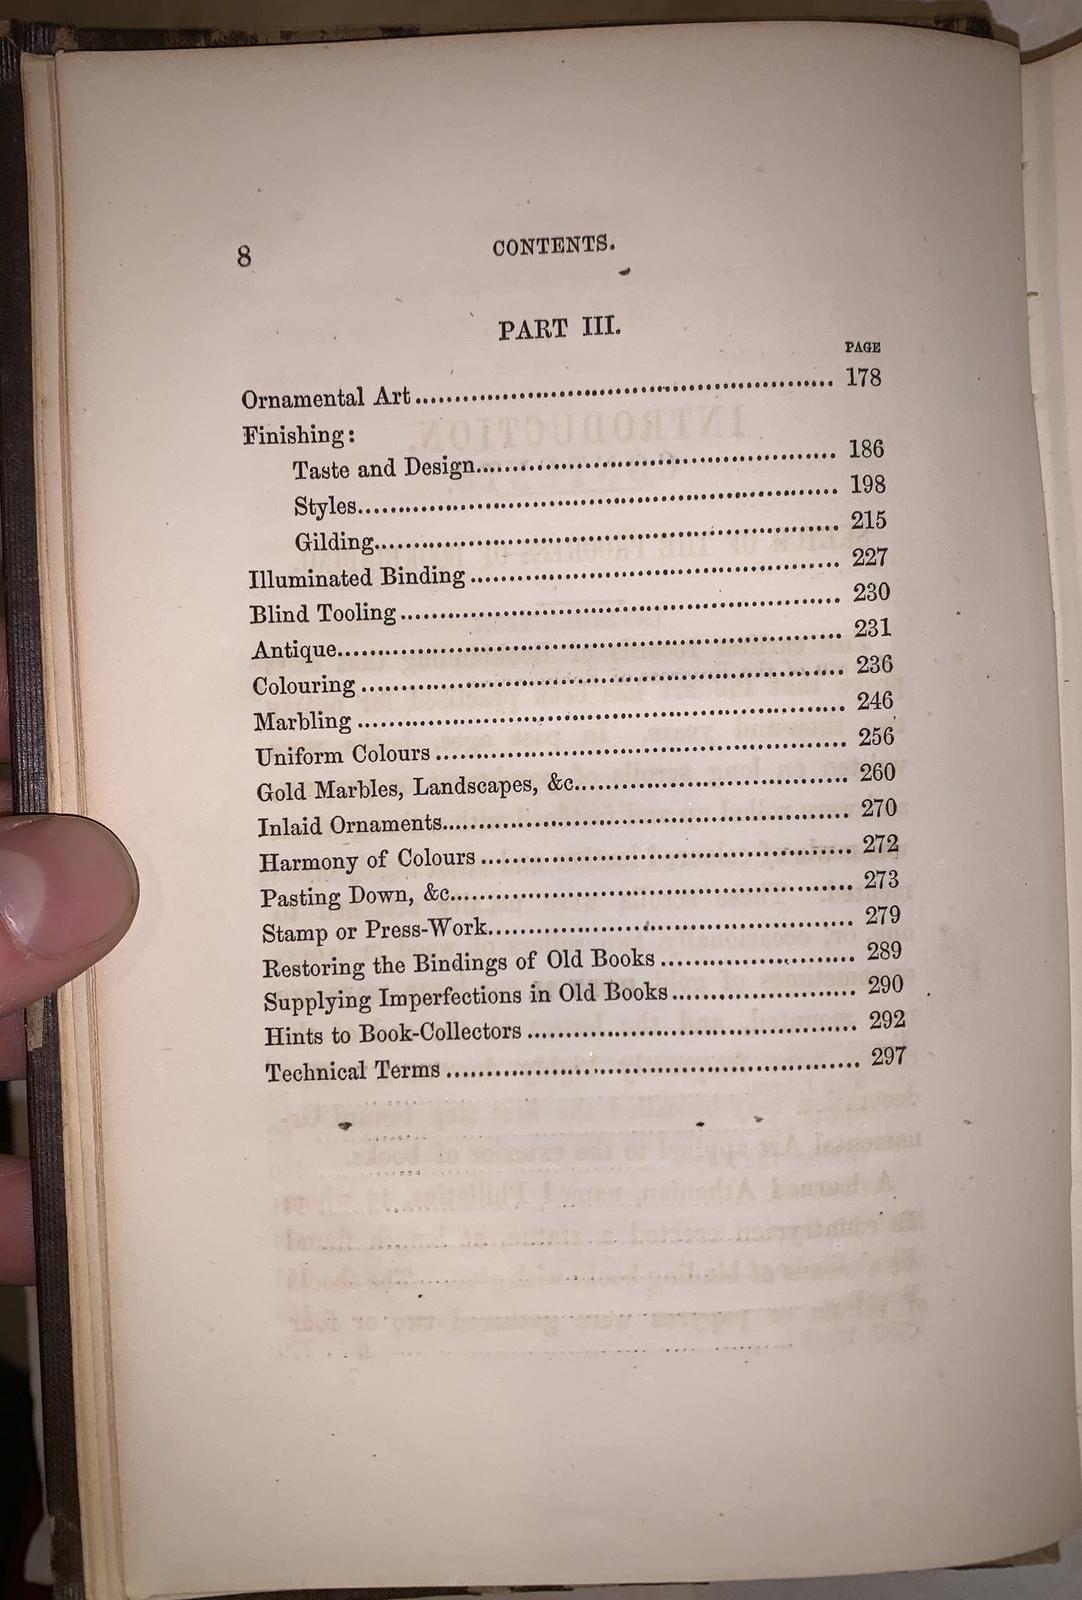 8 CONTENTS.
PART III.
PAGE
Ornamental Art........ 178
Finishing:
Taste and Design........ 186
Styles........ 198
Gilding........ 215
Illuminated Binding........ 227
Blind Tooling........ 230
Antique........ 231
Colouring........ 236
Marbling........ 246
Uniform Colours........ 256
Gold Marbles, Landscapes, &c........ 260
Inlaid Ornaments........ 270
Harmony of Colours........ 272
Pasting Down, &c........ 273
Stamp or Press-Work........ 279
Restoring the Bindings of Old Books........ 289
Supplying Imperfections in Old Books........ 290
Hints to Book-Collectors........ 292
Technical Terms........ 297